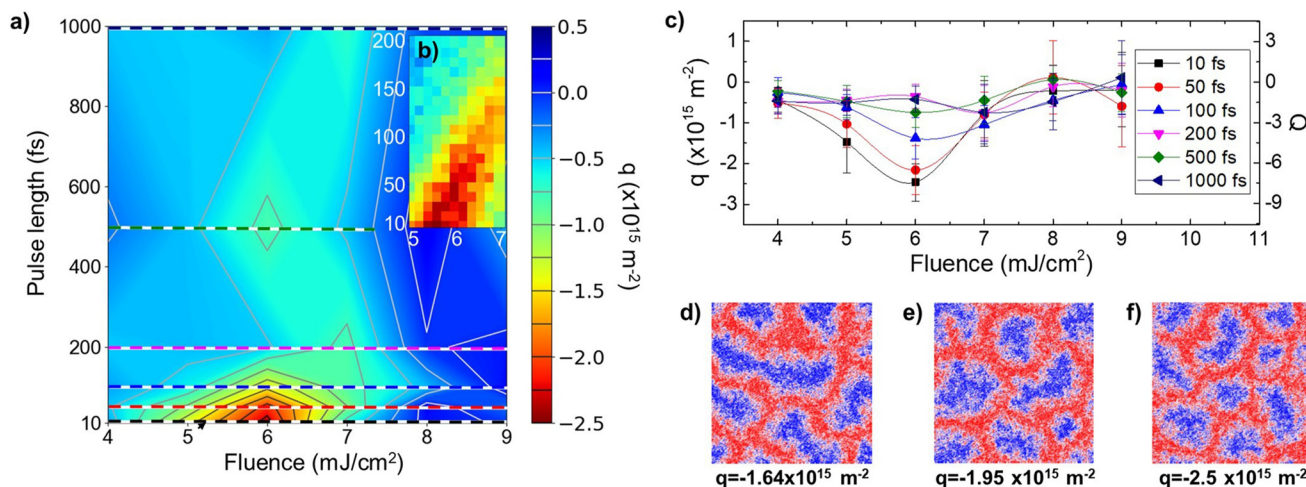 a)
1000
800
600
400
200
10
Pulse length (fs)
4 5 6 7 8 9
Fluence (mJ/cm²)
b)
200
150
100
50
10
5 6 7
0.5
0.0
−0.5
−1.0
−1.5
−2.0
−2.5
q (x10¹⁵ m⁻²)
c)
1
0
-1
-2
-3
q (x10¹⁵ m⁻²)
3
0
-3
-6
-9
Q
10 fs
50 fs
100 fs
200 fs
500 fs
1000 fs
4 5 6 7 8 9 10 11
Fluence (mJ/cm²)
d)
q=-1.64x10¹⁵ m⁻²
e)
q=-1.95 x10¹⁵ m⁻²
f)
q=-2.5 x10¹⁵ m⁻²